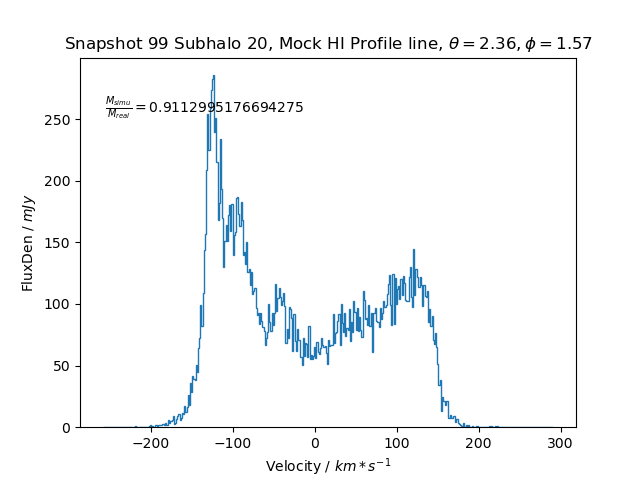 Snapshot 99 Subhalo 20, Mock HI Profile line, θ = 2.36, ϕ = 1.57
M_simu/M_real = 0.9112995176694275
FluxDen / mJy
250
200
150
100
50
0
−200 −100 0 100 200 300
Velocity / km * s⁻¹